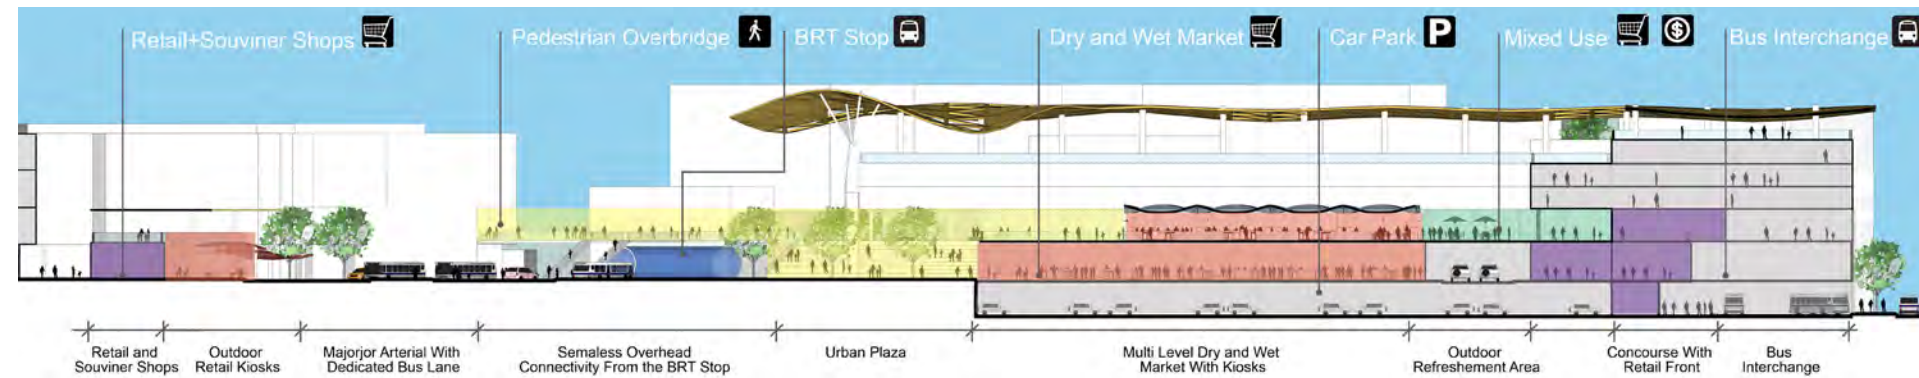 Retail+Souviner Shops
Pedestrian Overbridge
BRT Stop
Dry and Wet Market
Car Park P
Mixed Use $
Bus Interchange
Retail and
Souviner Shops
Outdoor
Retail Kiosks
Majorjor Arterial With
Dedicated Bus Lane
Semaless Overhead
Connectivity From the BRT Stop
Urban Plaza
Multi Level Dry and Wet
Market With Kiosks
Outdoor
Refreshement Area
Concourse With
Retail Front
Bus
Interchange